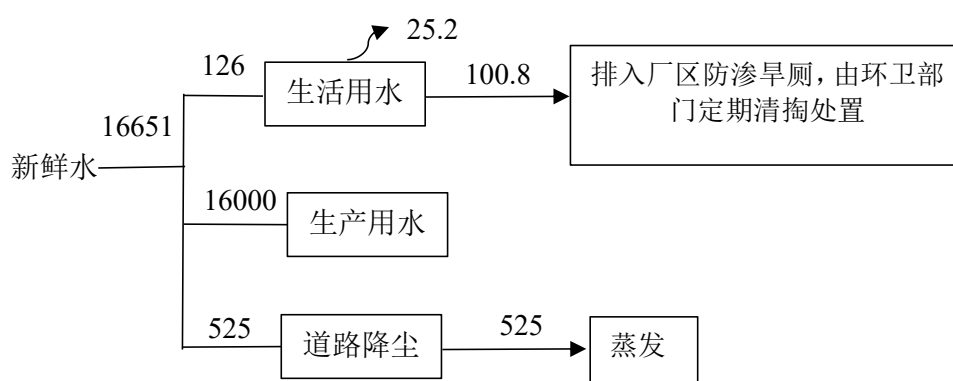 25.2
126
生活用水
100.8
排入厂区防渗旱厕，由环卫部
门定期清掏处置
16651
新鲜水
16000
生产用水
525
道路降尘
525
蒸发